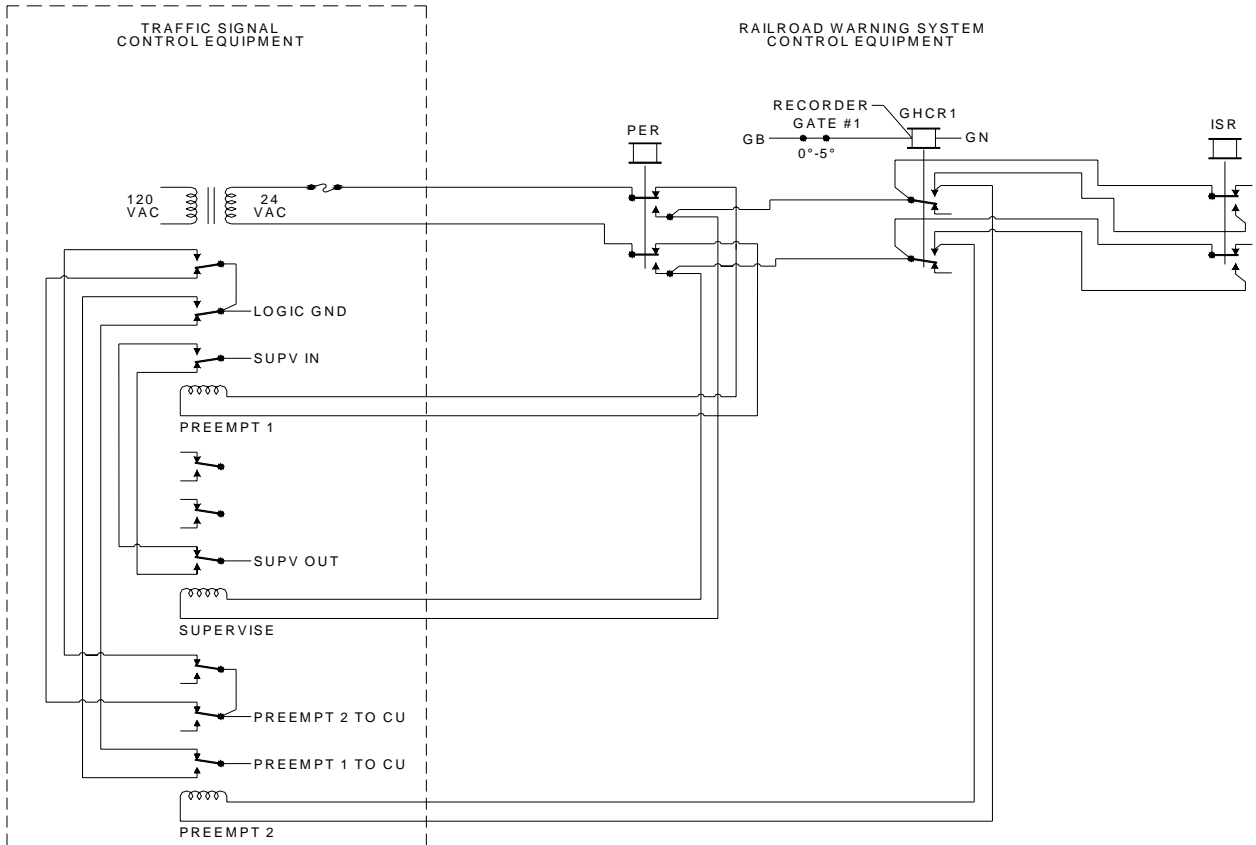 TRAFFIC SIGNAL
CONTROL EQUIPMENT
RAILROAD WARNING SYSTEM
CONTROL EQUIPMENT
RECORDER
GATE #1
GHCR1
PER
GB
GN
ISR
0°-5°
120
VAC
24
VAC
LOGIC GND
SUPV IN
PREEMPT 1
SUPV OUT
SUPERVISE
PREEMPT 2 TO CU
PREEMPT 1 TO CU
PREEMPT 2